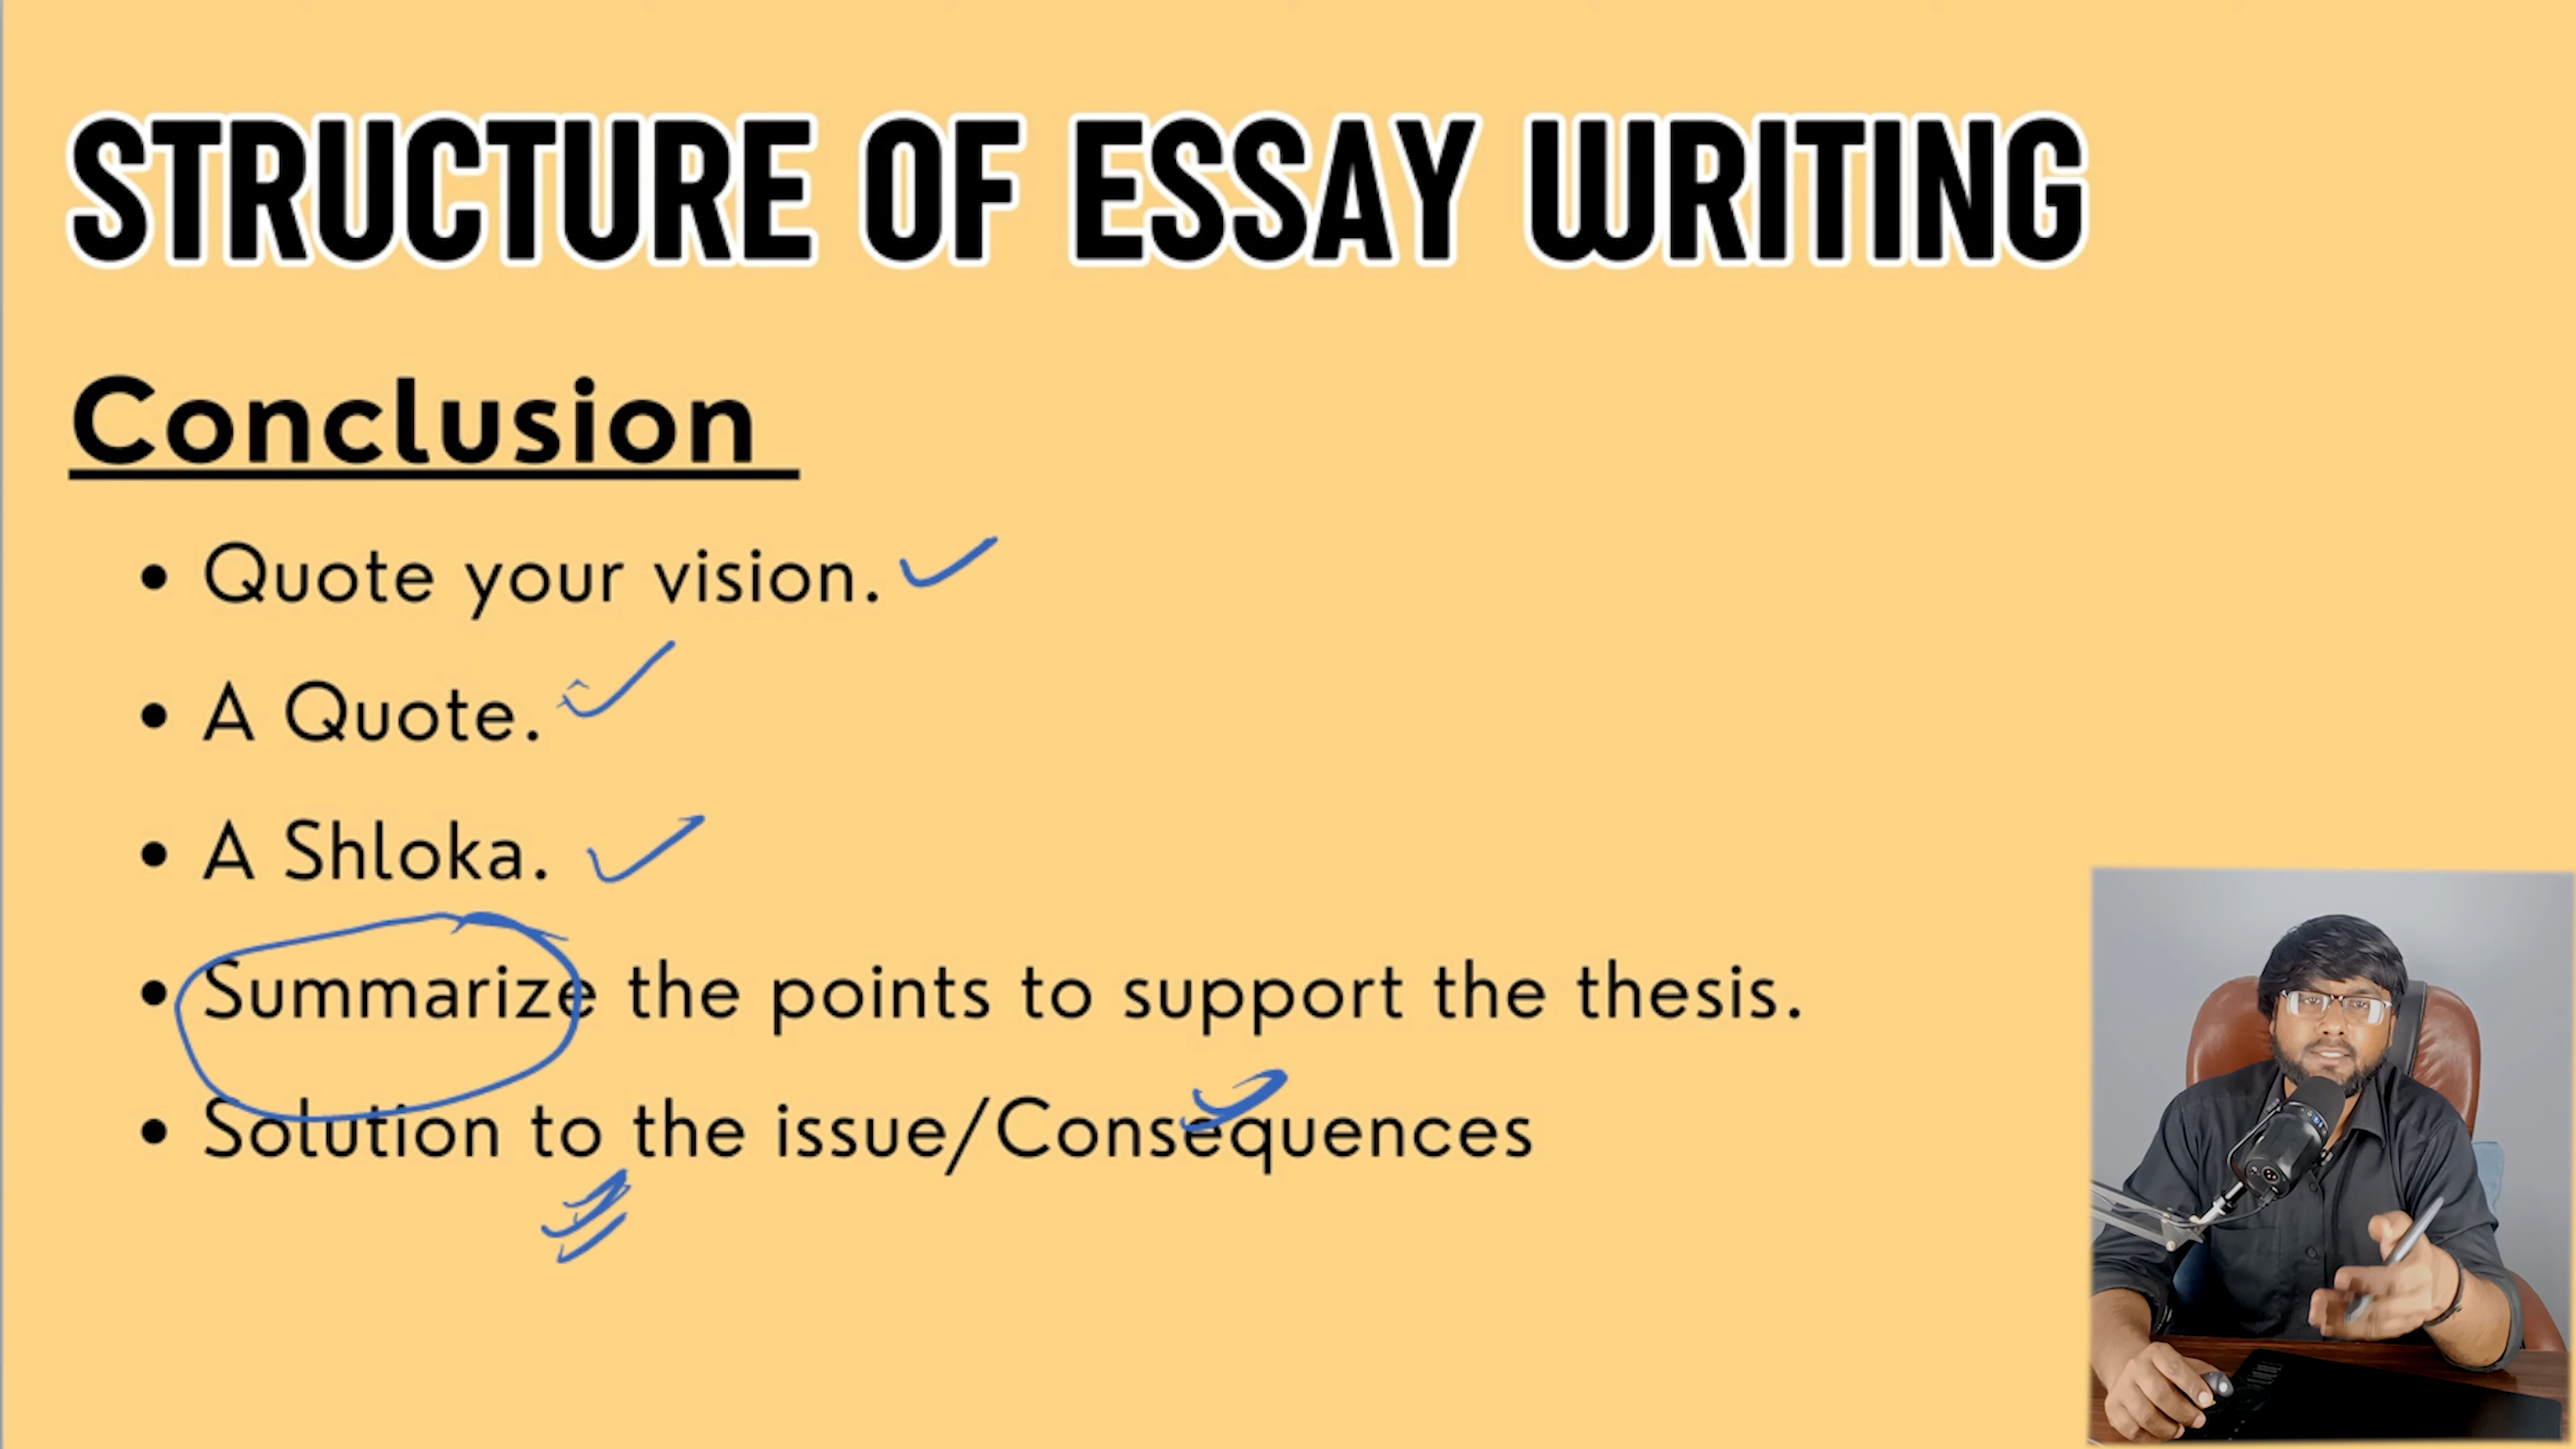 STRUCTURE OF ESSAY WRITING
Conclusion
• Quote your vision.
• A Quote.
• A Shloka.
• Summarize the points to support the thesis.
• Solution to the issue/Consequences